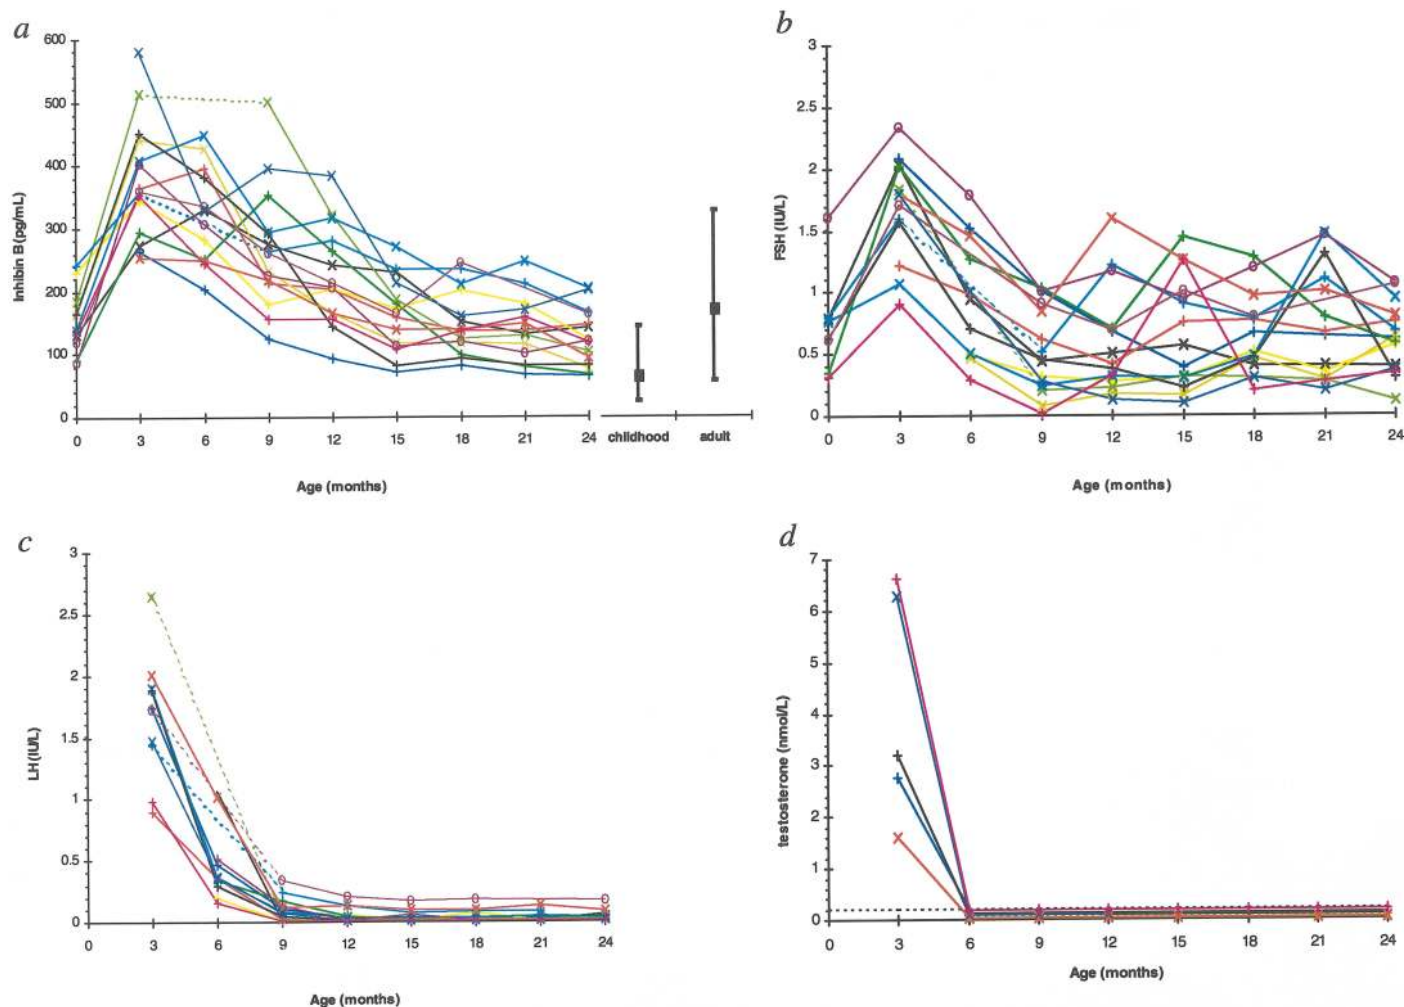 a
600
500
400
300
200
100
0
Inhibin B (pg/mL)
0 3 6 9 12 15 18 21 24
childhood adult
Age (months)
b
3
2.5
2
1.5
1
0.5
0
FSH (IU/L)
0 3 6 9 12 15 18 21 24
Age (months)
c
3
2.5
2
1.5
1
0.5
0
LH (IU/L)
0 3 6 9 12 15 18 21 24
Age (months)
d
7
6
5
4
3
2
1
0
testosterone (nmol/L)
0 3 6 9 12 15 18 21 24
Age (months)